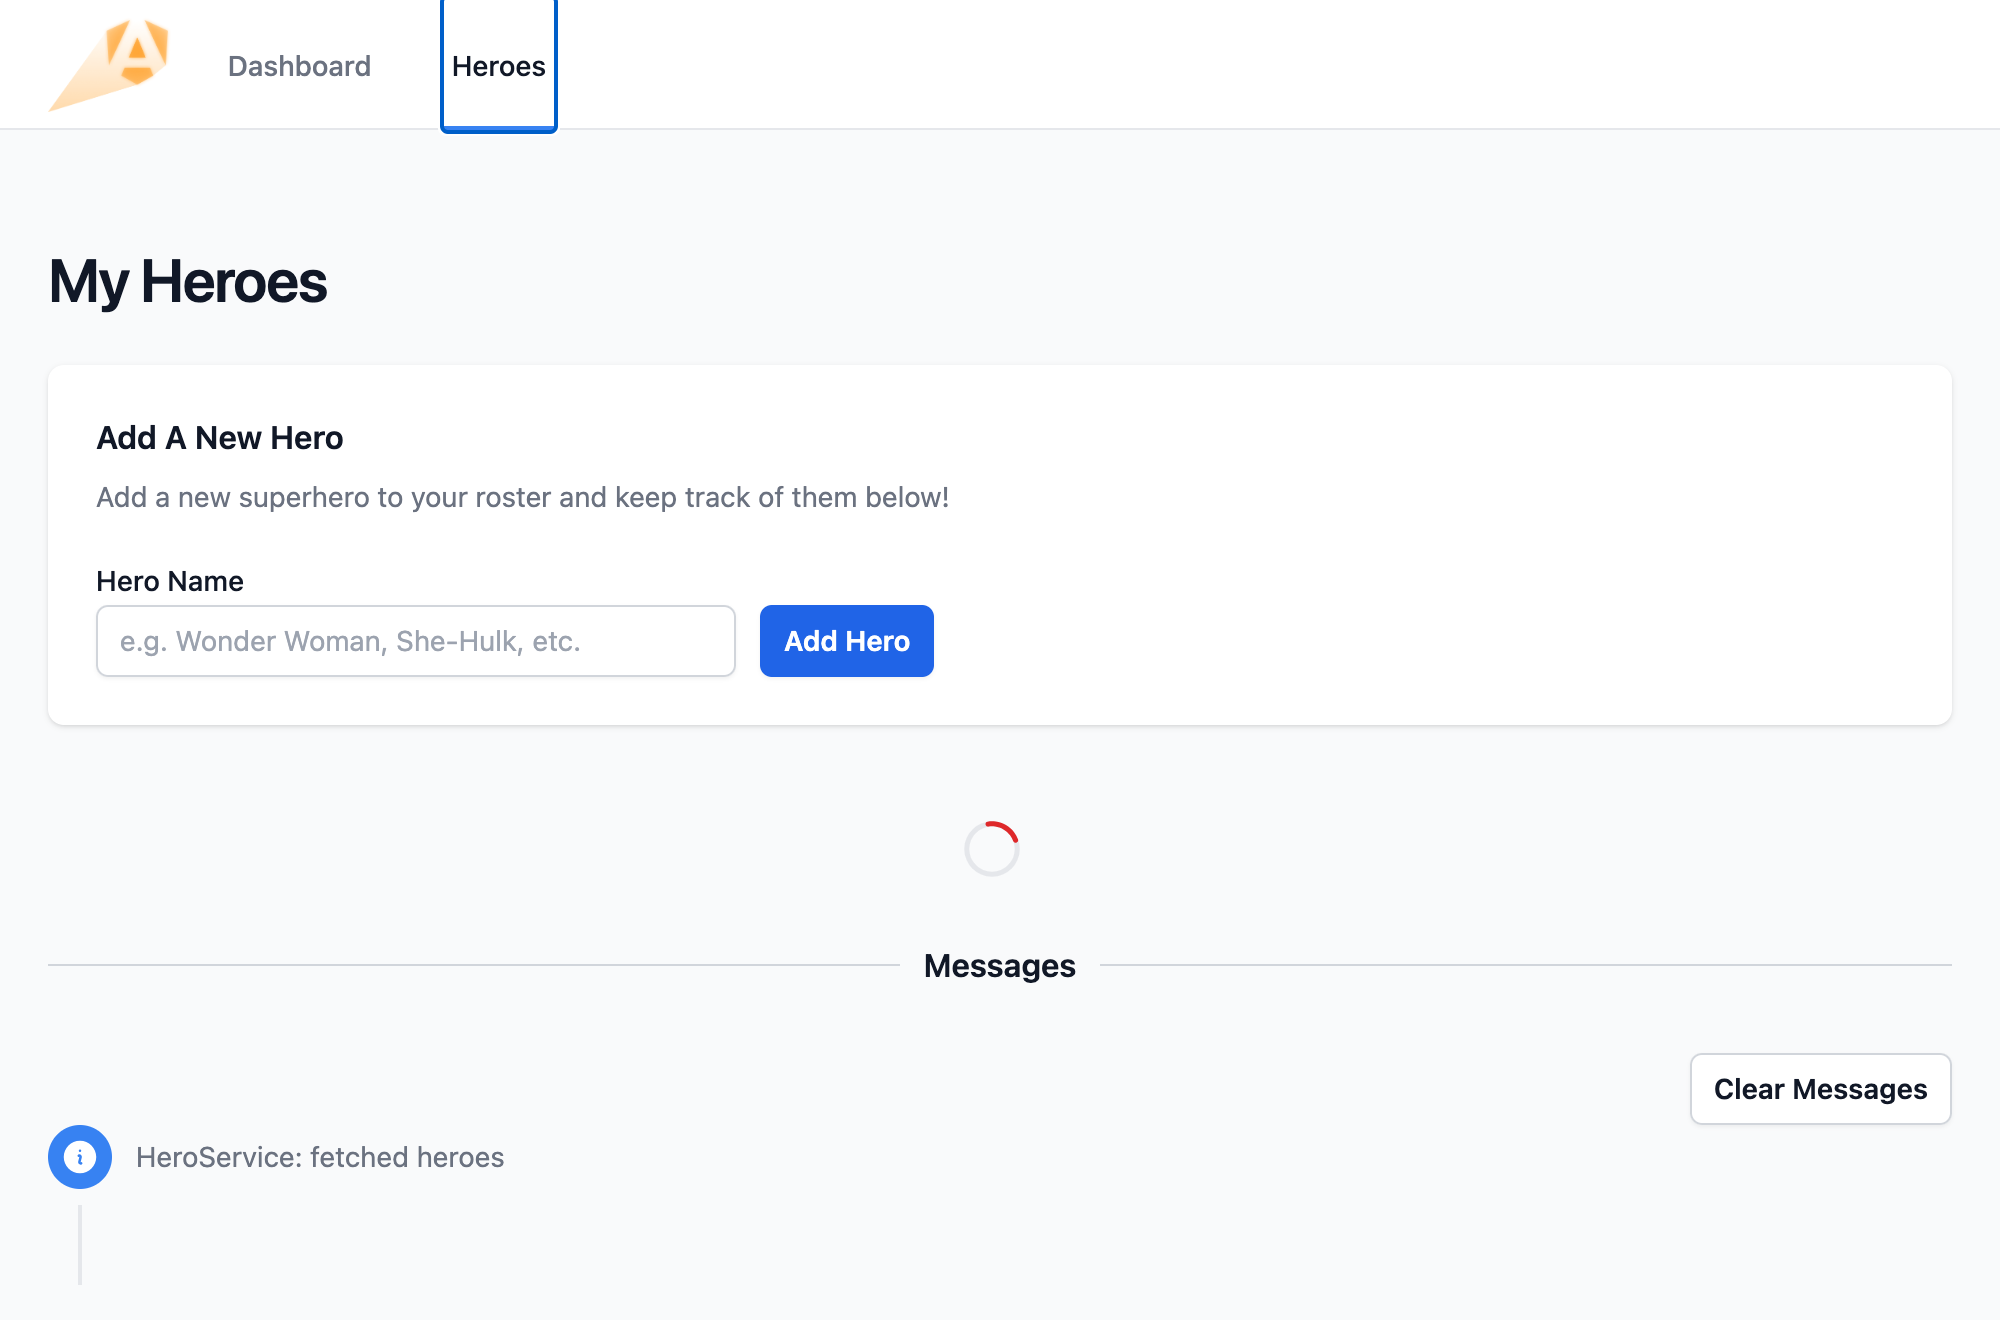 Dashboard
Heroes
My Heroes
Add A New Hero
Add a new superhero to your roster and keep track of them below!
Hero Name
e.g. Wonder Woman, She-Hulk, etc.
Add Hero
Messages
Clear Messages
HeroService: fetched heroes